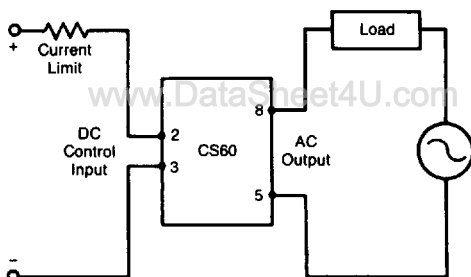 +
Current
Limit
Load
www.DataSheet4U.com
8
DC
Control
Input
2
3
CS60
AC
Output
5
−